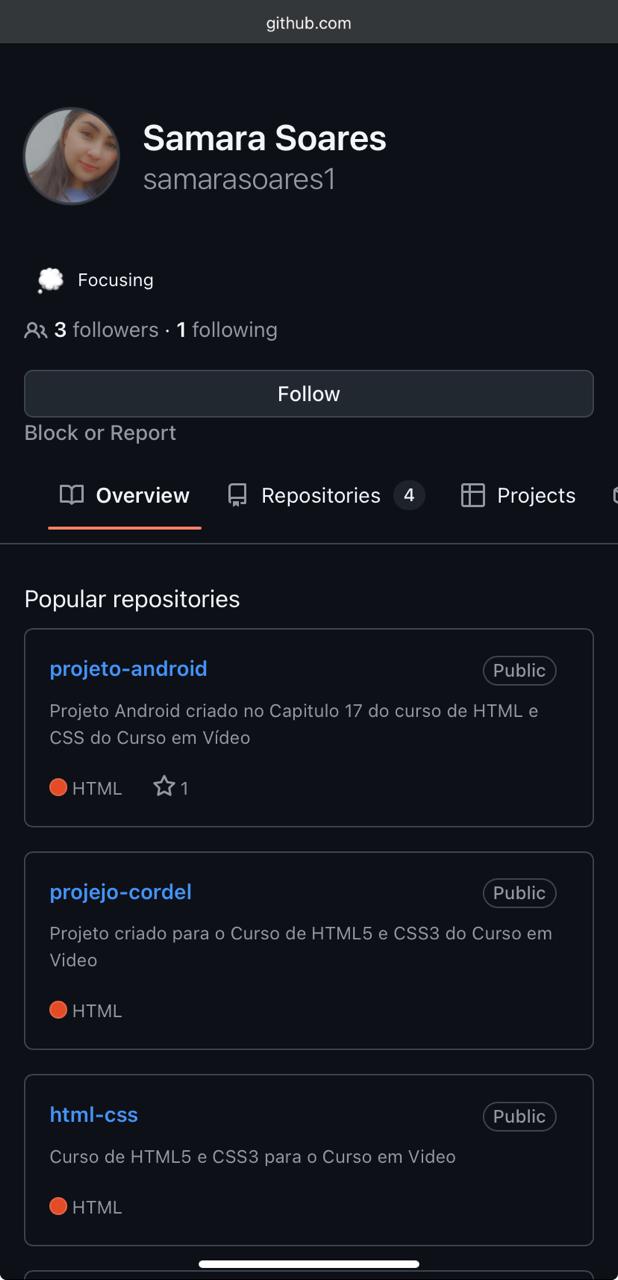 github.com
Samara Soares
samarasoares1
Focusing
3 followers · 1 following
Follow
Block or Report
Overview
Repositories 4
Projects
Popular repositories
projeto-android
Public
Projeto Android criado no Capitulo 17 do curso de HTML e
CSS do Curso em Vídeo
HTML 1
projejo-cordel
Public
Projeto criado para o Curso de HTML5 e CSS3 do Curso em
Video
HTML
html-css
Public
Curso de HTML5 e CSS3 para o Curso em Video
HTML